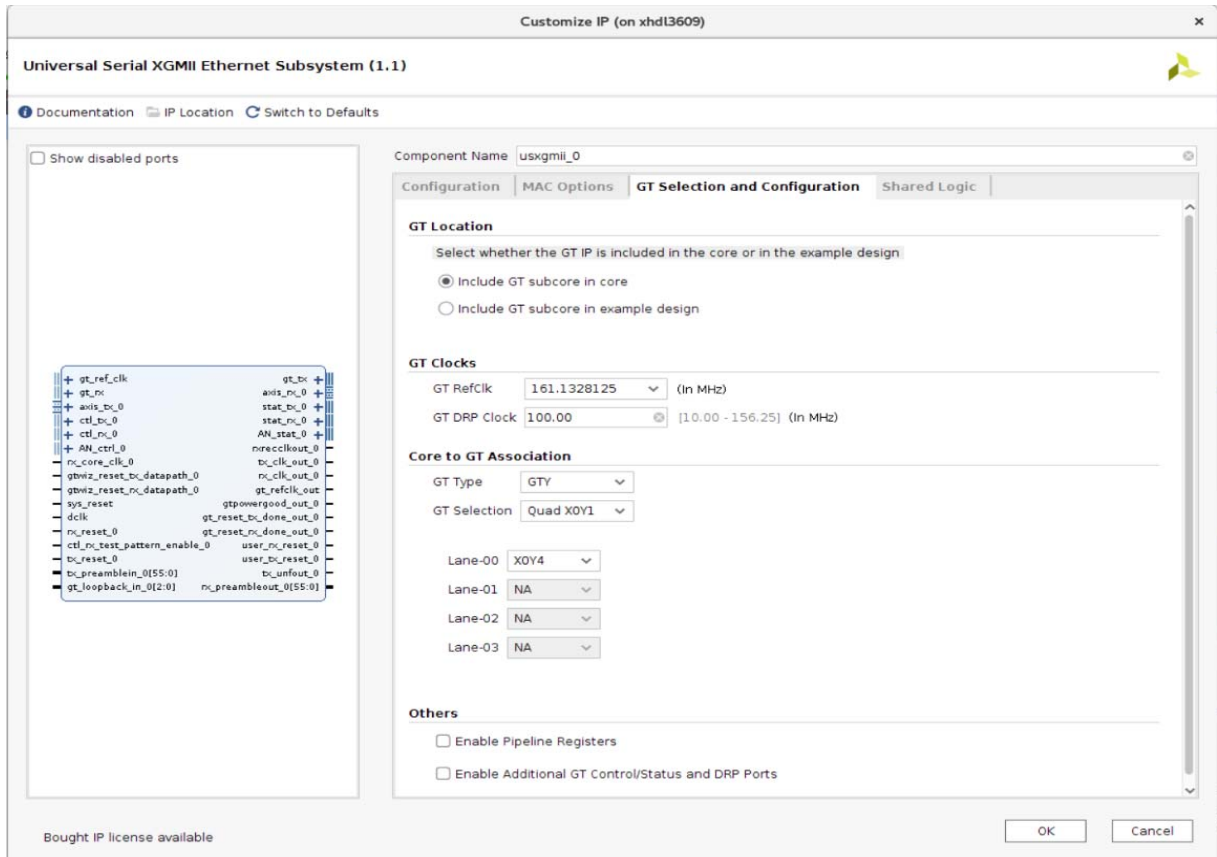 Customize IP (on xhdl3609)
Universal Serial XGMII Ethernet Subsystem (1.1)
Documentation IP Location Switch to Defaults
Show disabled ports
gt_ref_clk
gt_rx
axis_tx_0
ctl_tx_0
ctl_rx_0
AN_ctrl_0
rx_core_clk_0
gtwiz_reset_tx_datapath_0
gtwiz_reset_rx_datapath_0
sys_reset
dclk
rx_reset_0
ctl_rx_test_pattern_enable_0
tx_reset_0
tx_preamblein_0[55:0]
gt_loopback_in_0[2:0]
gt_tx
axis_rx_0
stat_tx_0
stat_rx_0
AN_stat_0
rxrecclkout_0
tx_clk_out_0
rx_clk_out_0
gt_refclk_out
gtpowergood_out_0
gt_reset_tx_done_out_0
gt_reset_rx_done_out_0
user_rx_reset_0
user_tx_reset_0
tx_unfout_0
rx_preambleout_0[55:0]
Component Name usxgmii_0
Configuration MAC Options GT Selection and Configuration Shared Logic
GT Location
Select whether the GT IP is included in the core or in the example design
Include GT subcore in core
Include GT subcore in example design
GT Clocks
GT RefClk 161.1328125 (In MHz)
GT DRP Clock 100.00 [10.00 - 156.25] (In MHz)
Core to GT Association
GT Type GTY
GT Selection Quad X0Y1
Lane-00 X0Y4
Lane-01 NA
Lane-02 NA
Lane-03 NA
Others
Enable Pipeline Registers
Enable Additional GT Control/Status and DRP Ports
Bought IP license available
OK Cancel